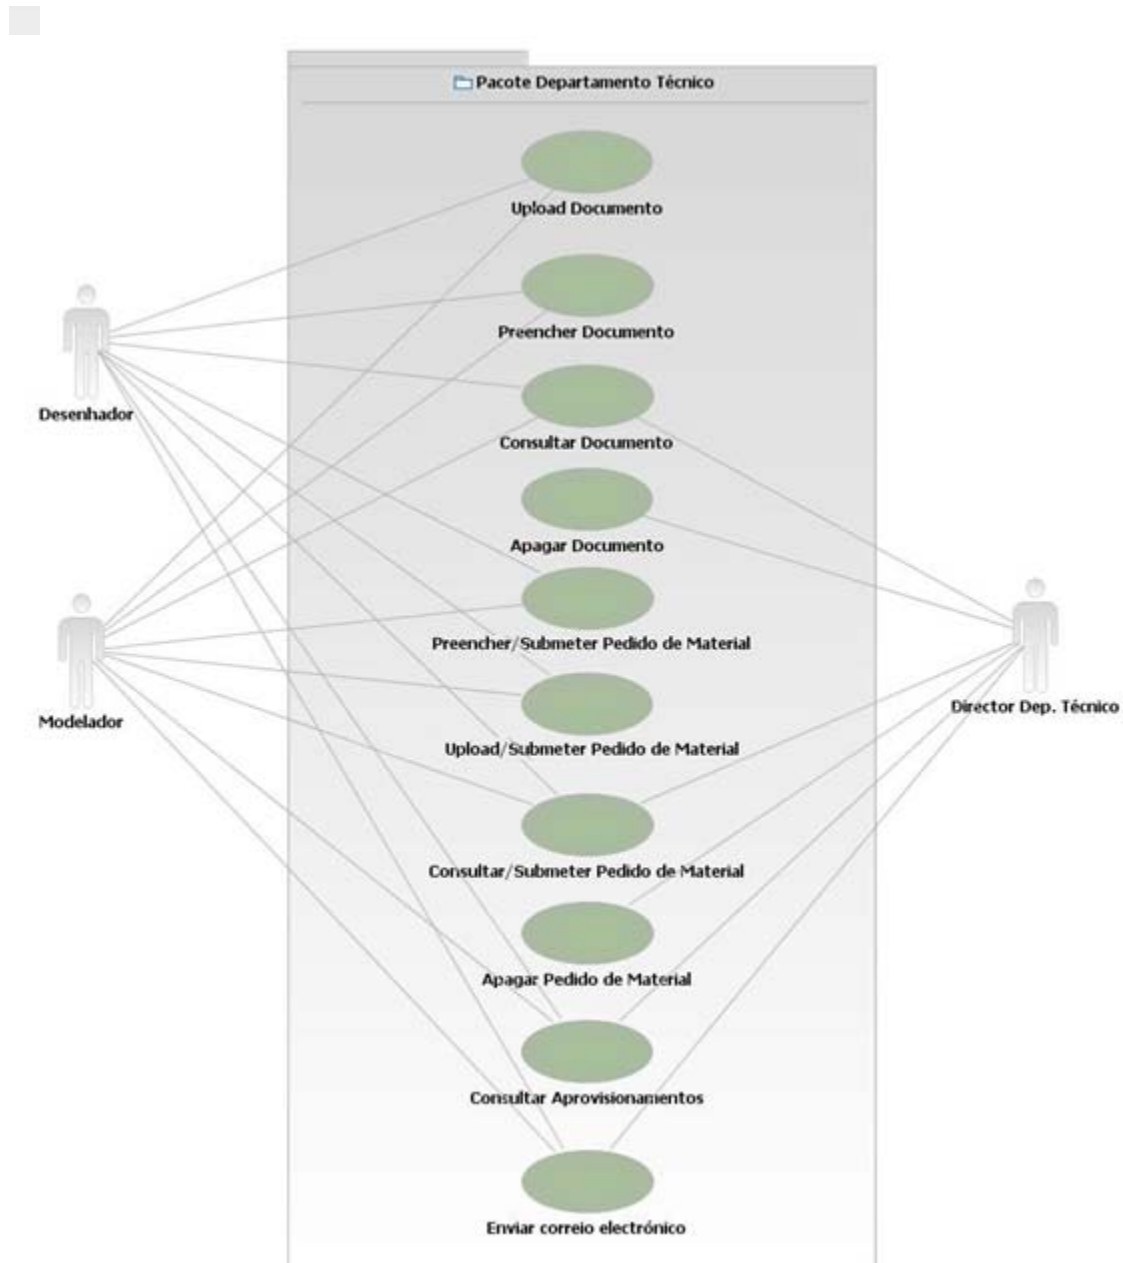 Pacote Departamento Técnico
Upload Documento
Preencher Documento
Desenhador
Consultar Documento
Apagar Documento
Preencher/Submeter Pedido de Material
Modelador
Director Dep. Técnico
Upload/Submeter Pedido de Material
Consultar/Submeter Pedido de Material
Apagar Pedido de Material
Consultar Aprovisionamentos
Enviar correio electrónico